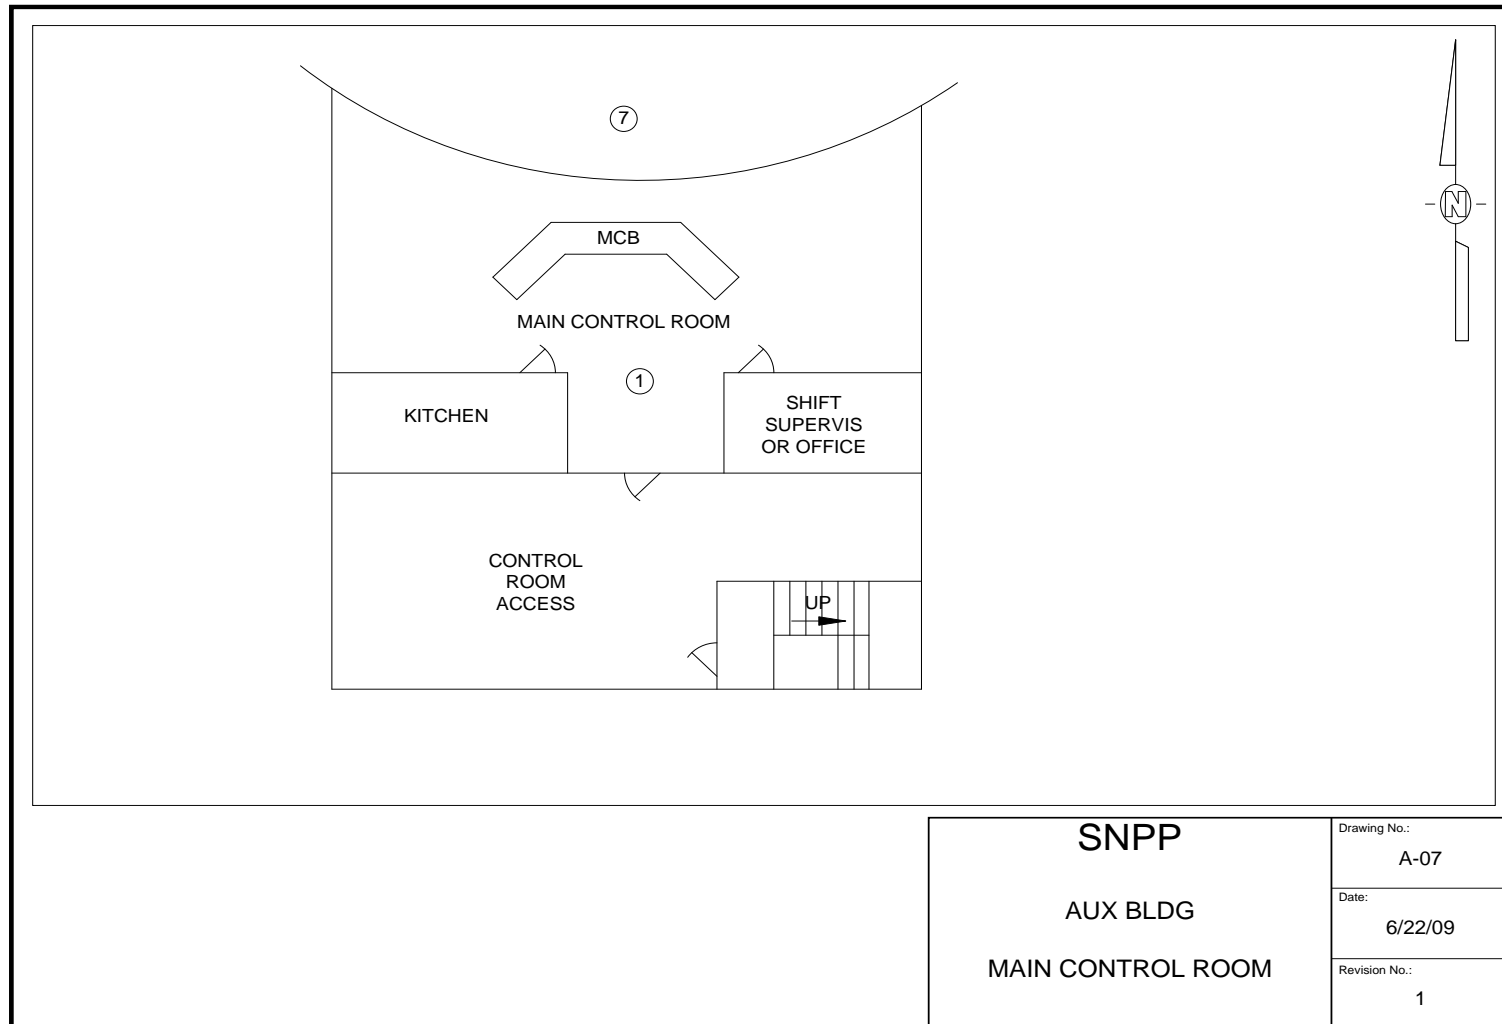 7
N
MCB
MAIN CONTROL ROOM
1
KITCHEN
SHIFT
SUPERVIS
OR OFFICE
CONTROL
ROOM
ACCESS
UP
SNPP
AUX BLDG
MAIN CONTROL ROOM
Drawing No.:
A-07
Date:
6/22/09
Revision No.:
1